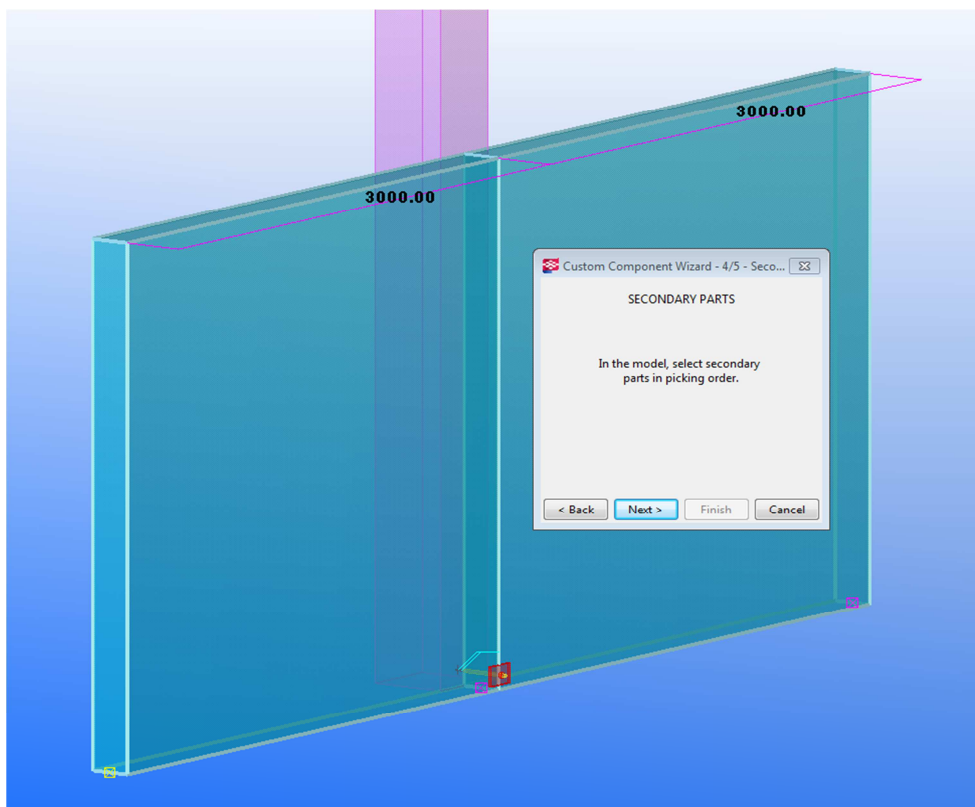 3000.00
3000.00
Custom Component Wizard - 4/5 - Seco...
SECONDARY PARTS
In the model, select secondary
parts in picking order.
< Back
Next >
Finish
Cancel